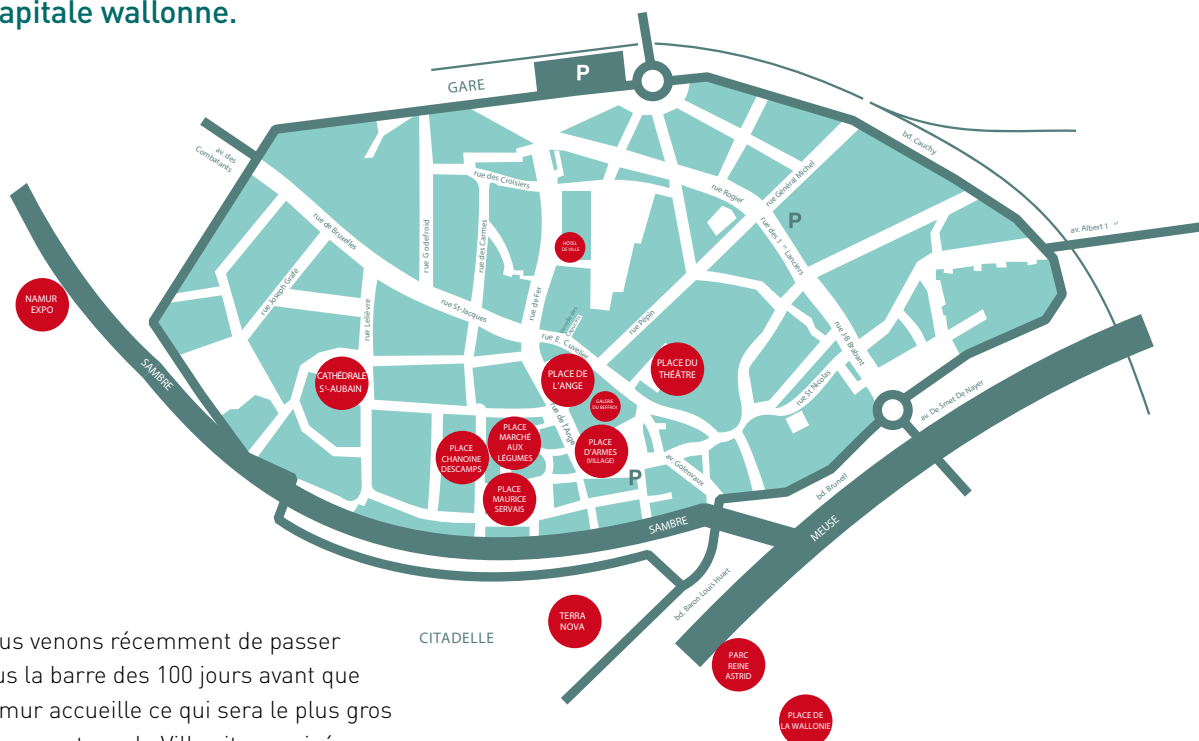 apitale wallonne.
GARE
P
av. des
Combatants
bd. Cauchy
rue des Croisiers
rue Rogier
rue Général Michel
P
av. Albert 1er
rue de Bruxelles
rue Godefroid
rue des Carmes
HÔTEL
DE VILLE
rue des 1ers Lanciers
NAMUR
EXPO
rue Joseph Grafé
rue Lelièvre
rue St-Jacques
rue de Fer
rue E. Cuvelier
rue Pépin
rue J-B Brabant
SAMBRE
CATHÉDRALE
St-AUBAIN
PLACE DE
L'ANGE
PLACE DU
THÉÂTRE
GALERIE
DU BEFFROI
rue St Nicolas
av. De Smet De Nayer
rue de l'Ange
PLACE
MARCHÉ
AUX
LÉGUMES
PLACE
CHANOINE
DESCAMPS
PLACE
D'ARMES
(VILLAGE)
P
av. Golenvaux
PLACE
MAURICE
SERVAIS
bd. Brunell
SAMBRE
MEUSE
bd. Baron Louis Huart
TERRA
NOVA
CITADELLE
PARC
REINE
ASTRID
PLACE DE
LA WALLONIE
us venons récemment de passer
us la barre des 100 jours avant que
mur accueille ce qui sera le plus gros